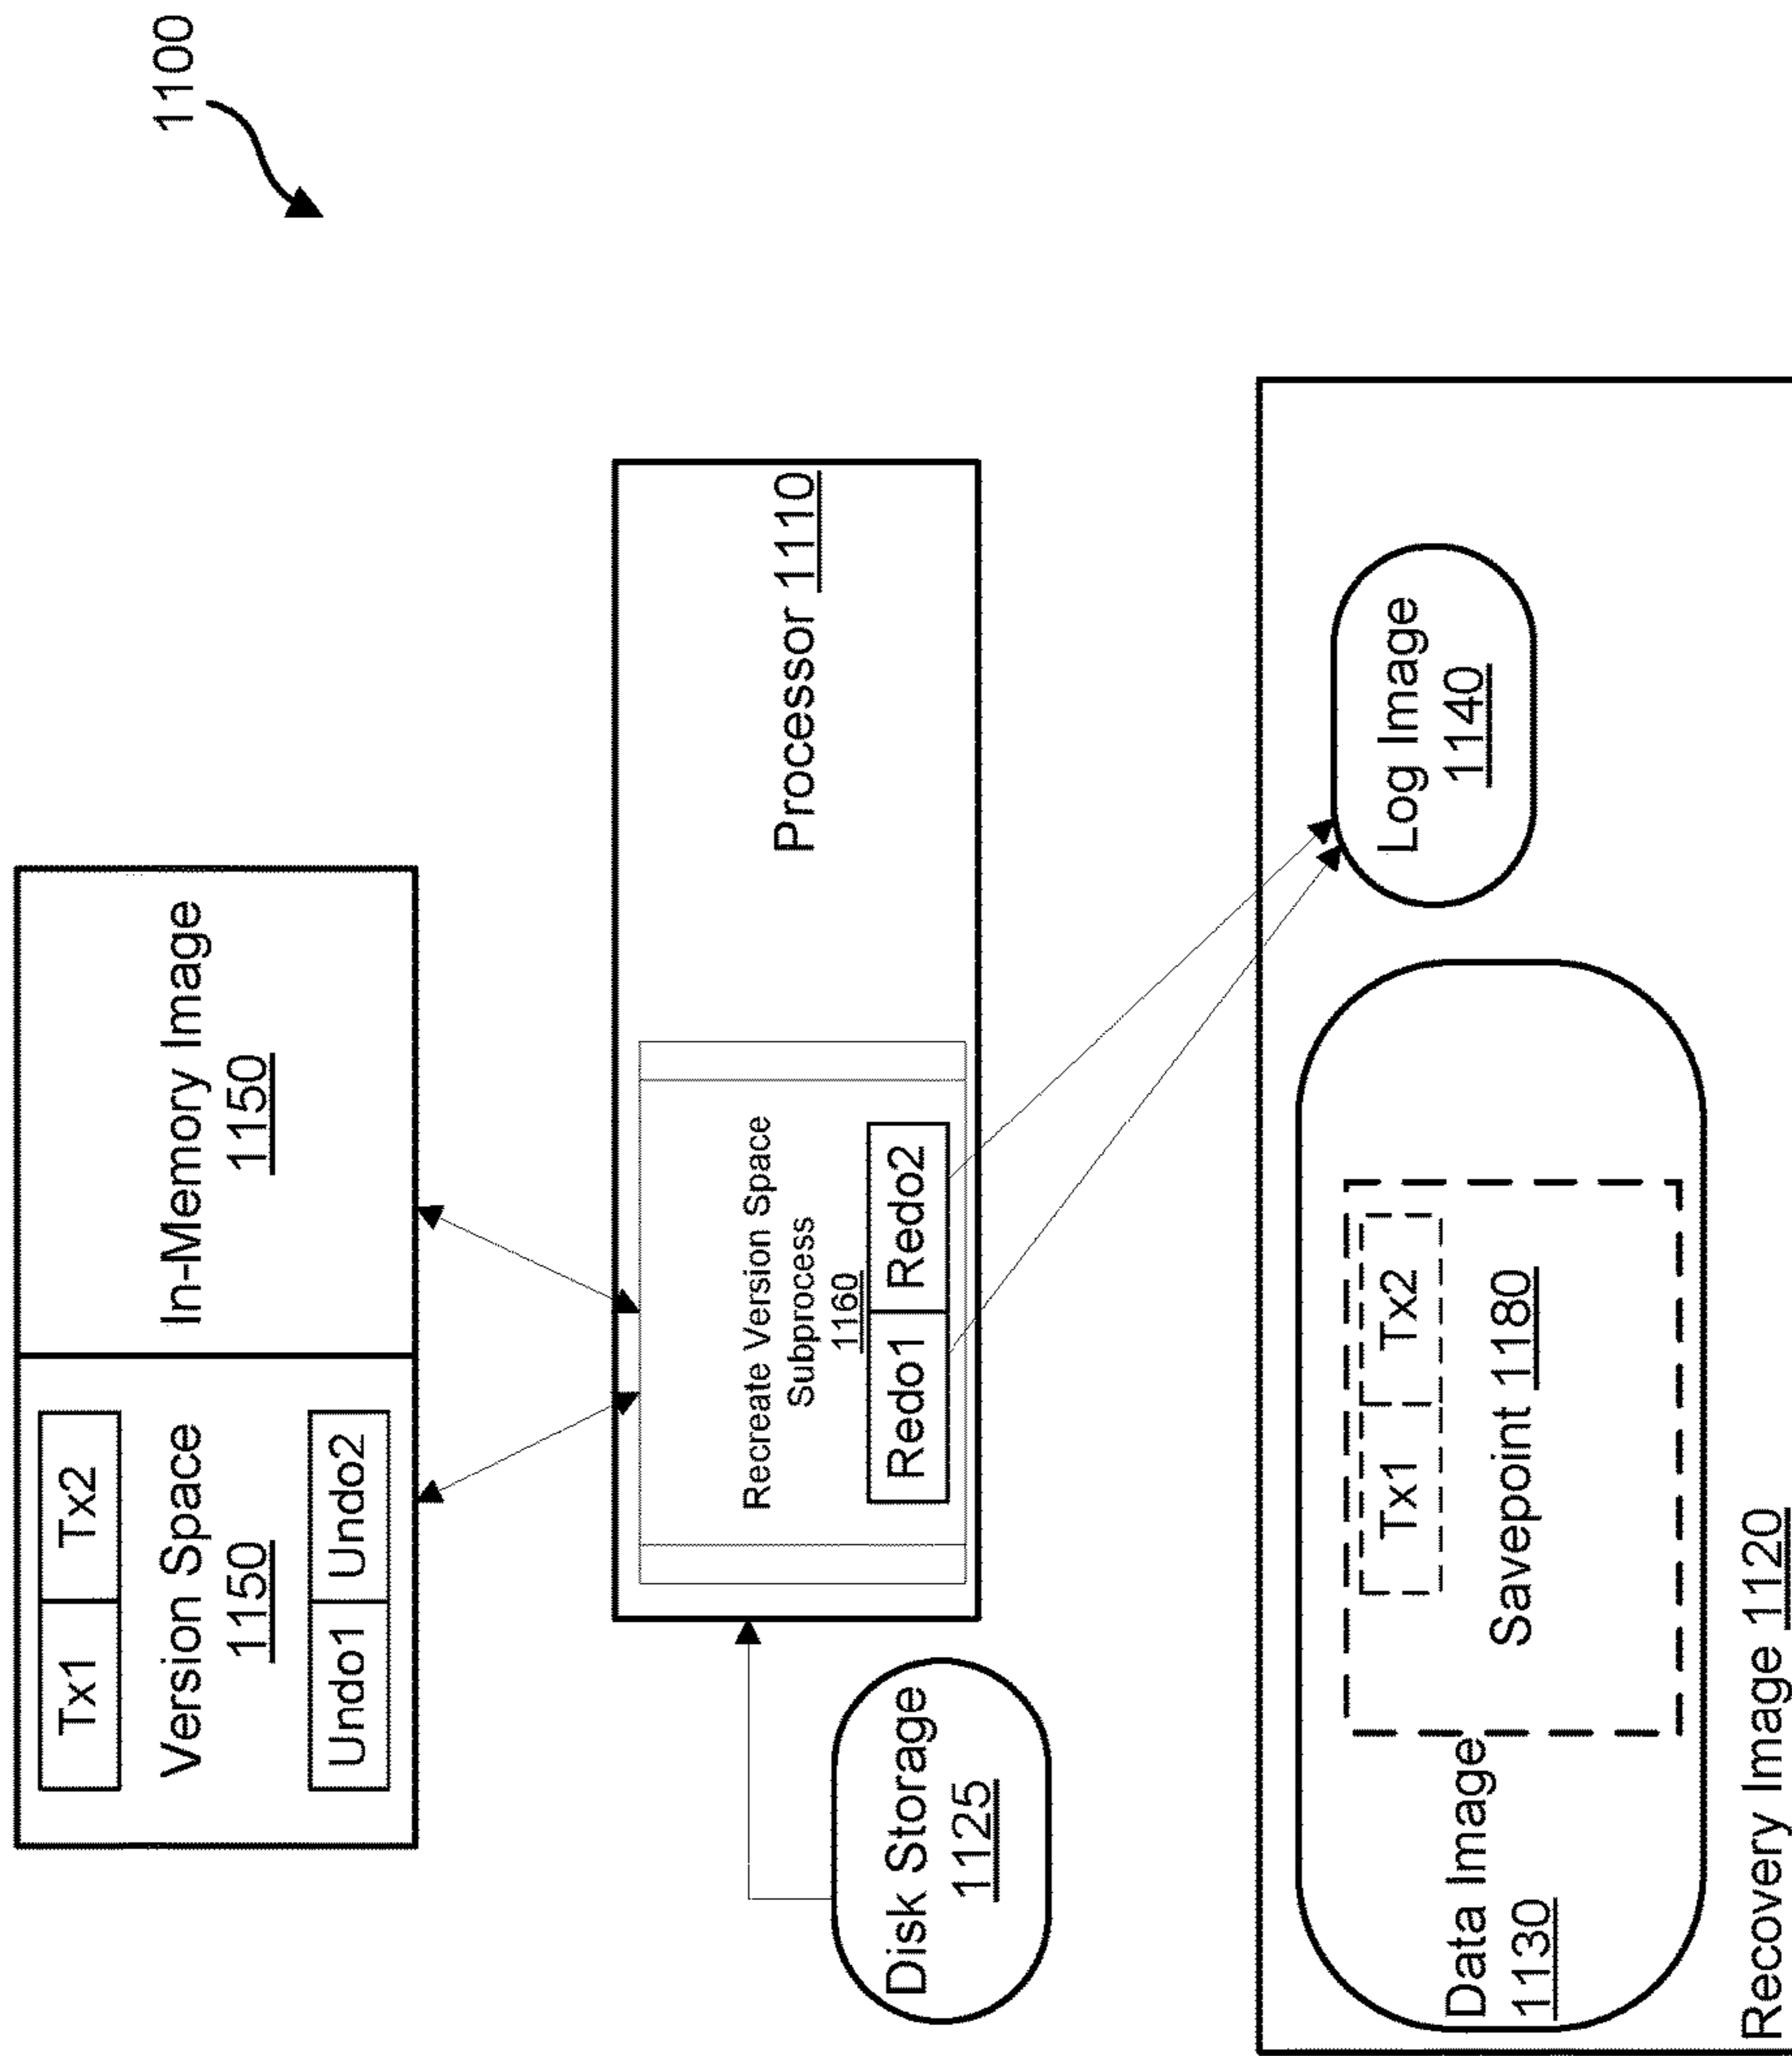 1100
Tx1 Tx2
Version Space
1150
Undo1 Undo2
In-Memory Image
1150
Processor 1110
Recreate Version Space
Subprocess
1160
Redo1 Redo2
Disk Storage
1125
Log Image
1140
Tx1 Tx2
Savepoint 1180
Data Image
1130
Recovery Image 1120